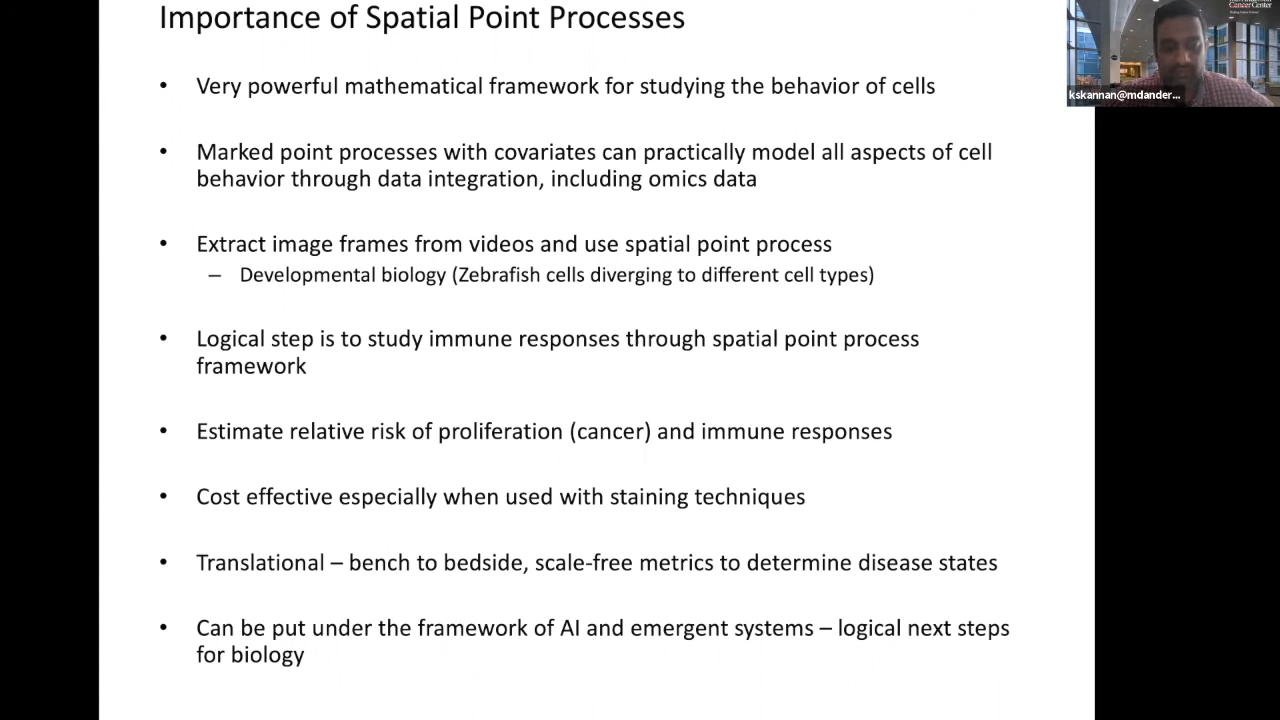 Importance of Spatial Point Processes
Cancer Center
kskannan@mdander...
• Very powerful mathematical framework for studying the behavior of cells
• Marked point processes with covariates can practically model all aspects of cell
behavior through data integration, including omics data
• Extract image frames from videos and use spatial point process
– Developmental biology (Zebrafish cells diverging to different cell types)
• Logical step is to study immune responses through spatial point process
framework
• Estimate relative risk of proliferation (cancer) and immune responses
• Cost effective especially when used with staining techniques
• Translational – bench to bedside, scale-free metrics to determine disease states
• Can be put under the framework of AI and emergent systems – logical next steps
for biology